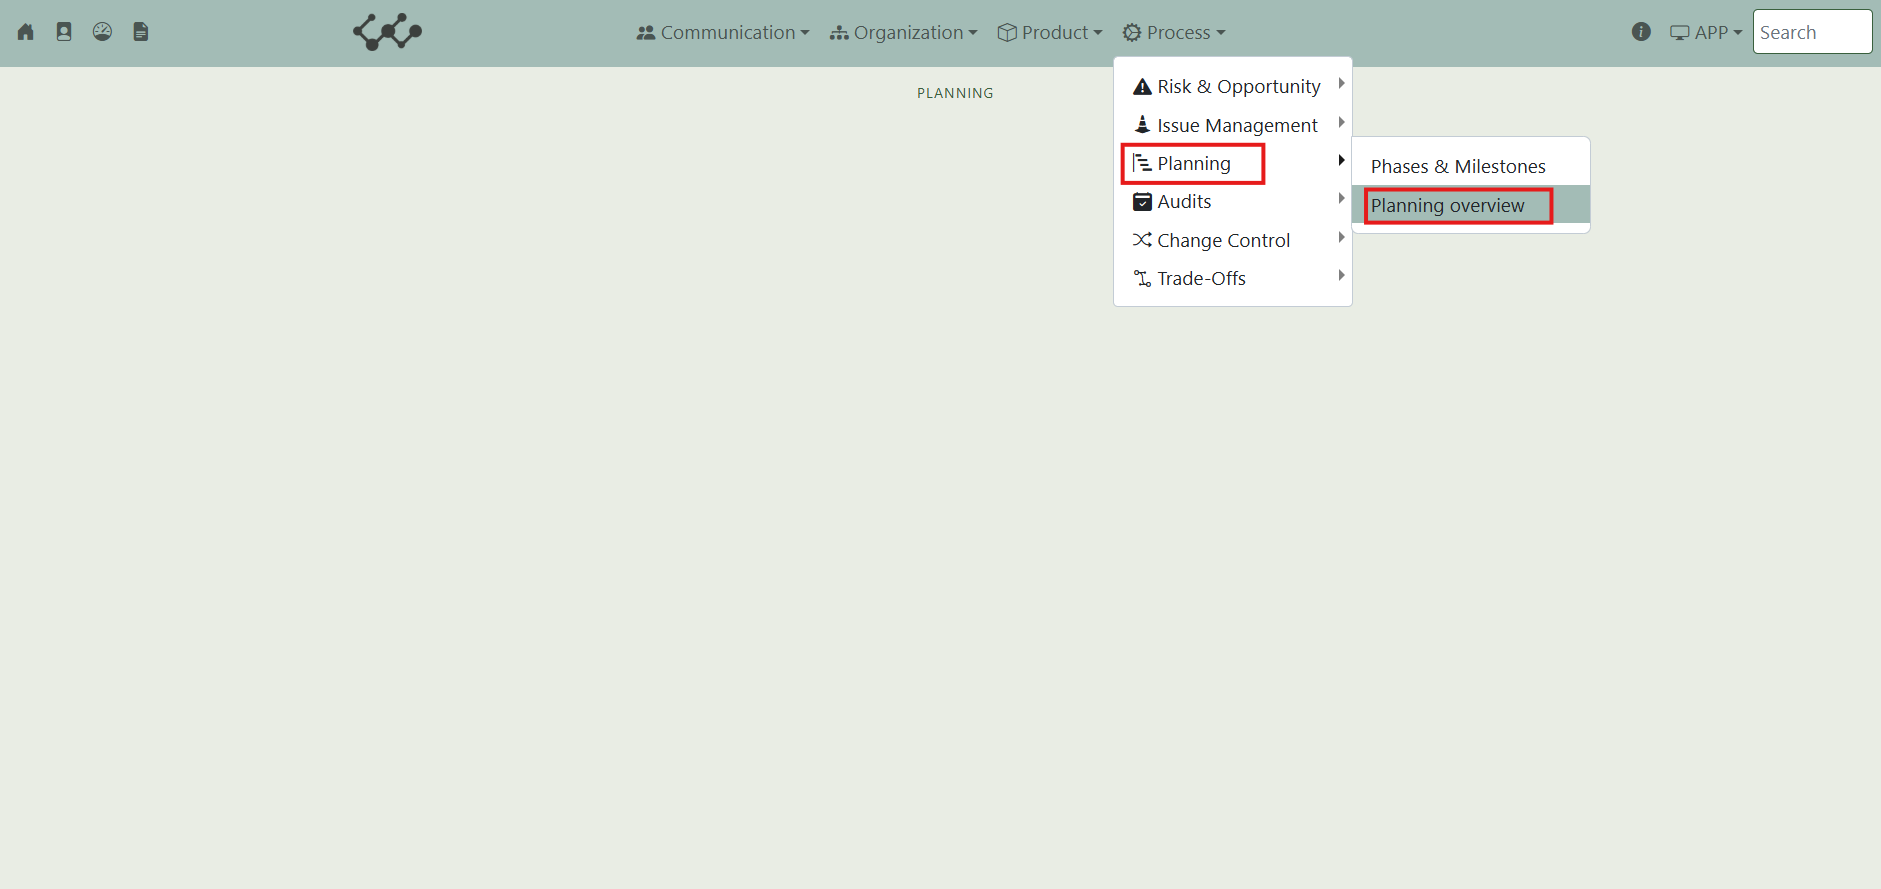 Communication Organization Product Process APP Search
PLANNING
Risk & Opportunity
Issue Management
Planning
Audits
Change Control
Trade-Offs
Phases & Milestones
Planning overview